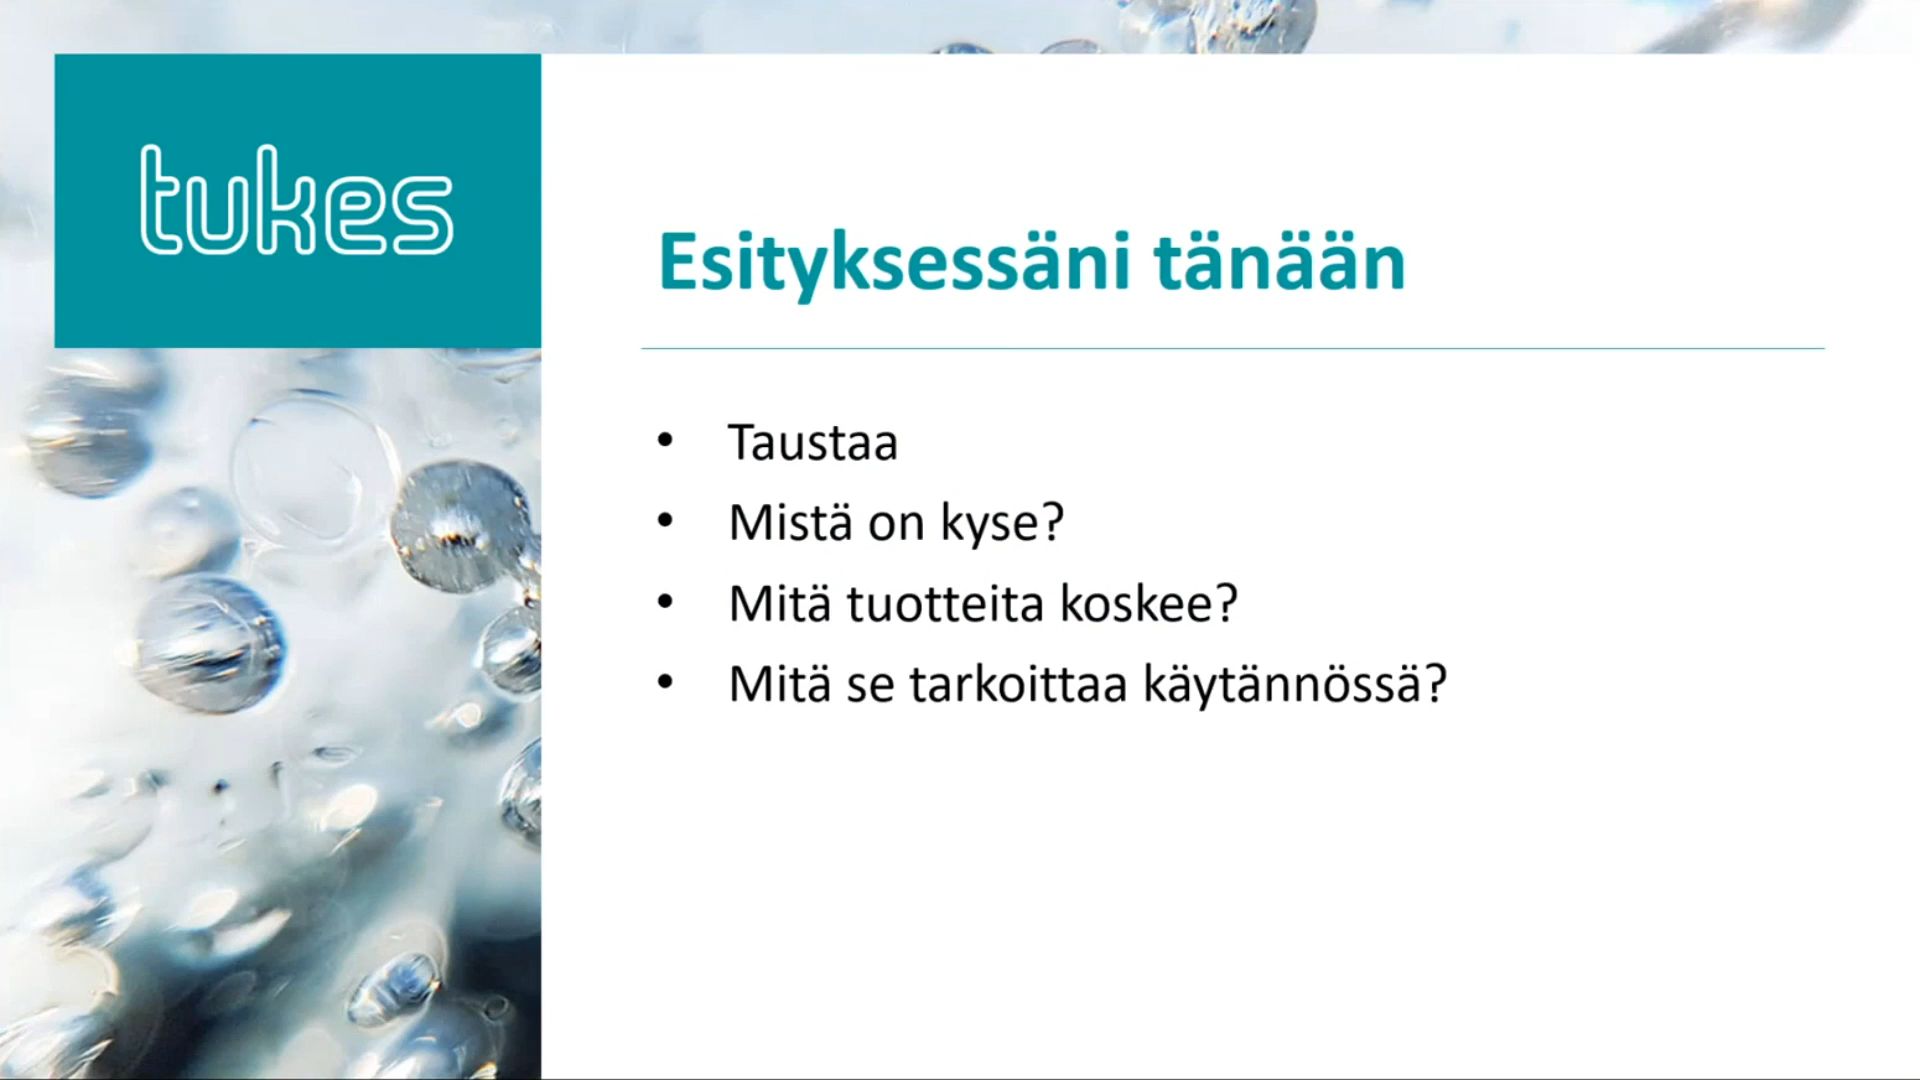 tukes
Esityksessäni tänään
• Taustaa
• Mistä on kyse?
• Mitä tuotteita koskee?
• Mitä se tarkoittaa käytännössä?